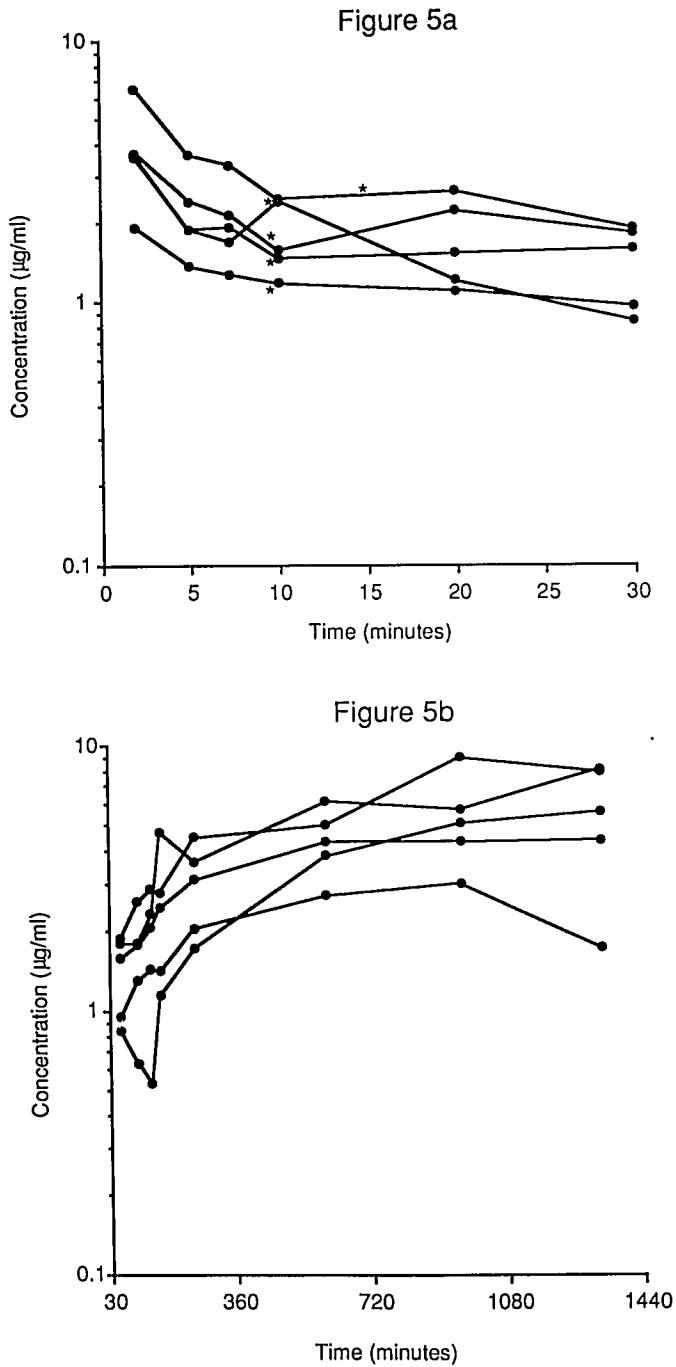 Figure 5a
10
1
0.1
Concentration (µg/ml)
* * * * *
0 5 10 15 20 25 30
Time (minutes)
Figure 5b
10
1
0.1
Concentration (µg/ml)
30 360 720 1080 1440
Time (minutes)